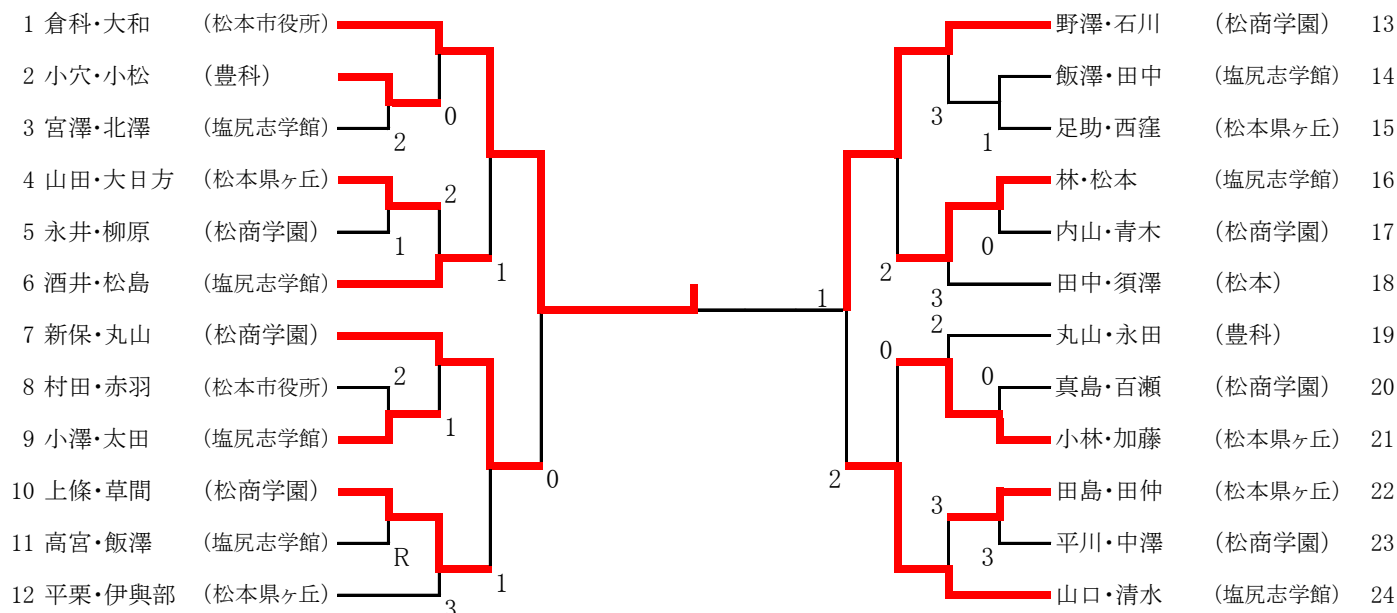 1 倉科・大和 (松本市役所)
2 小穴・小松 (豊科)
3 宮澤・北澤 (塩尻志学館)
4 山田・大日方 (松本県ヶ丘)
5 永井・柳原 (松商学園)
6 酒井・松島 (塩尻志学館)
7 新保・丸山 (松商学園)
8 村田・赤羽 (松本市役所)
9 小澤・太田 (塩尻志学館)
10 上條・草間 (松商学園)
11 高宮・飯澤 (塩尻志学館)
12 平栗・伊與部 (松本県ヶ丘)
0
2
2
1
1
2
1
0
R
1
3
1
野澤・石川 (松商学園) 13
飯澤・田中 (塩尻志学館) 14
足助・西窪 (松本県ヶ丘) 15
林・松本 (塩尻志学館) 16
内山・青木 (松商学園) 17
田中・須澤 (松本) 18
丸山・永田 (豊科) 19
真島・百瀬 (松商学園) 20
小林・加藤 (松本県ヶ丘) 21
田島・田仲 (松本県ヶ丘) 22
平川・中澤 (松商学園) 23
山口・清水 (塩尻志学館) 24
3
1
0
2
3
2
0
0
2
3
3